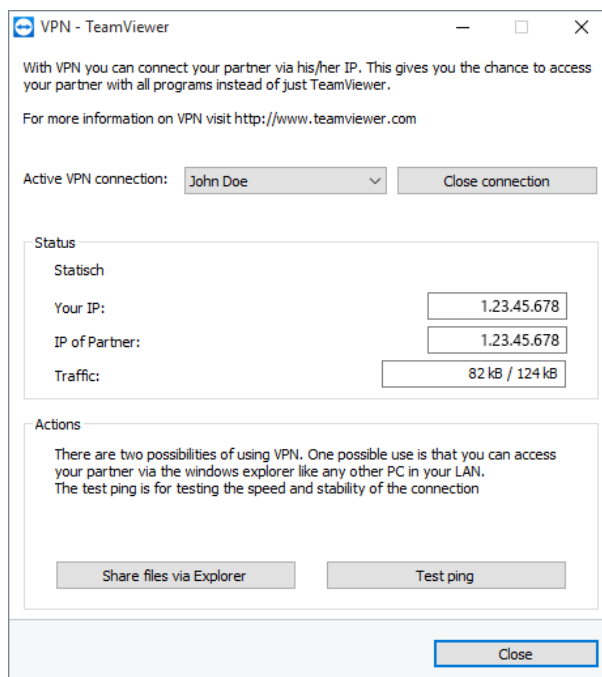 VPN - TeamViewer
With VPN you can connect your partner via his/her IP. This gives you the chance to access
your partner with all programs instead of just TeamViewer.
For more information on VPN visit http://www.teamviewer.com
Active VPN connection: John Doe Close connection
Status
Statisch
Your IP: 1.23.45.678
IP of Partner: 1.23.45.678
Traffic: 82 kB / 124 kB
Actions
There are two possibilities of using VPN. One possible use is that you can access
your partner via the windows explorer like any other PC in your LAN.
The test ping is for testing the speed and stability of the connection
Share files via Explorer Test ping
Close